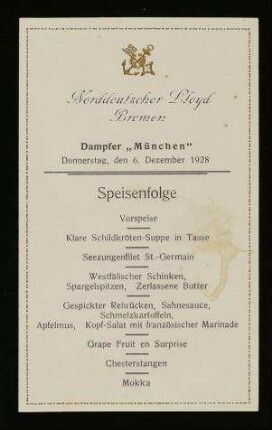 Norddeutscher Lloyd
Bremen
Dampfer „München"
Donnerstag, den 6. Dezember 1928
Speisenfolge
Vorspeise
Klare Schildkröten-Suppe in Tasse
Seezungenfilet St.-Germain
Westfälischer Schinken,
Spargelspitzen, Zerlassene Butter
Gespickter Rehrücken, Sahnesauce,
Schmelzkartoffeln,
Apfelmus, Kopf-Salat mit französischer Marinade
Grape Fruit en Surprise
Chesterstangen
Mokka